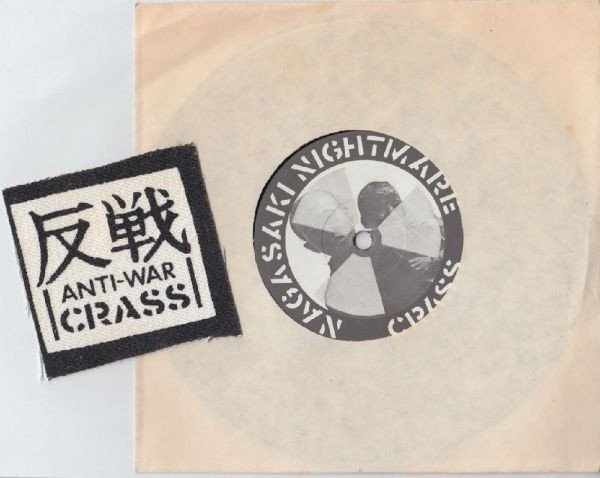 反戦
ANTI-WAR
CRASS
NAGASAKI NIGHTMARE
CRASS